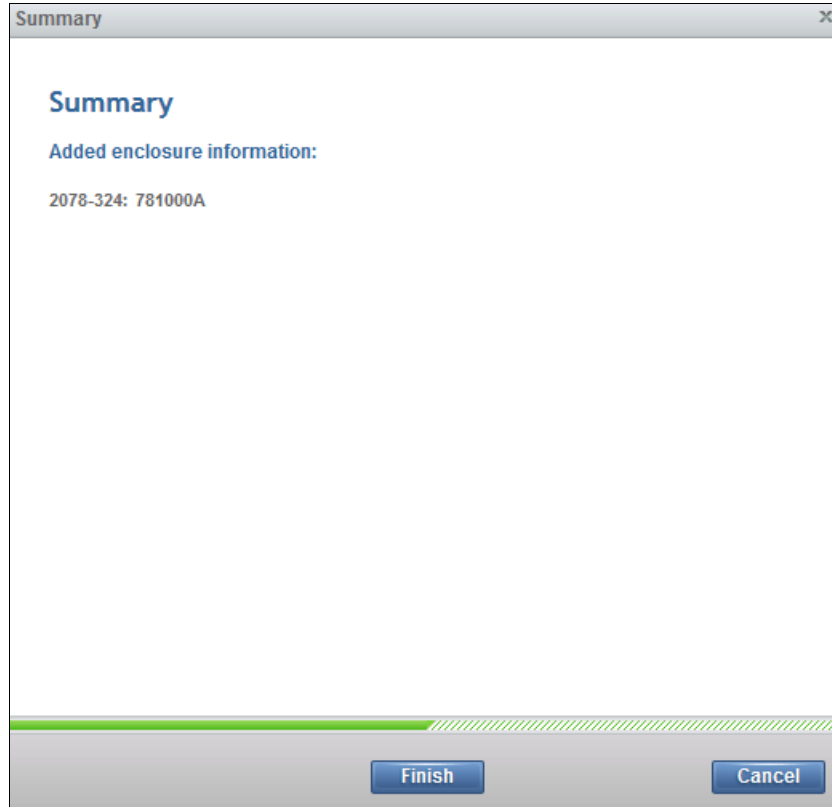 Summary
Summary
Added enclosure information:
2078-324: 781000A
Finish
Cancel